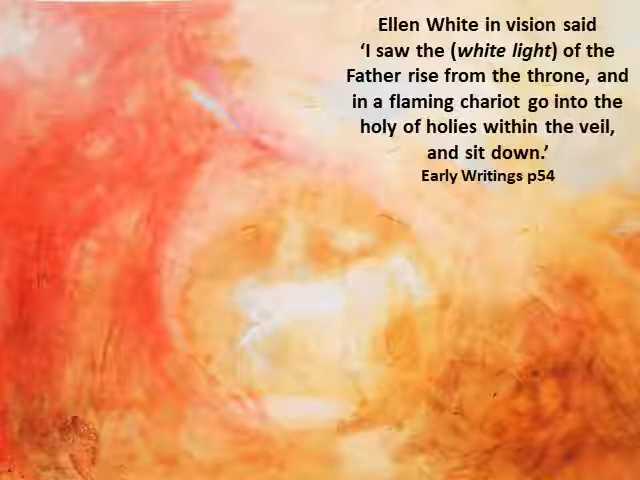 Ellen White in vision said
‘I saw the (white light) of the
Father rise from the throne, and
in a flaming chariot go into the
holy of holies within the veil,
and sit down.’
Early Writings p54